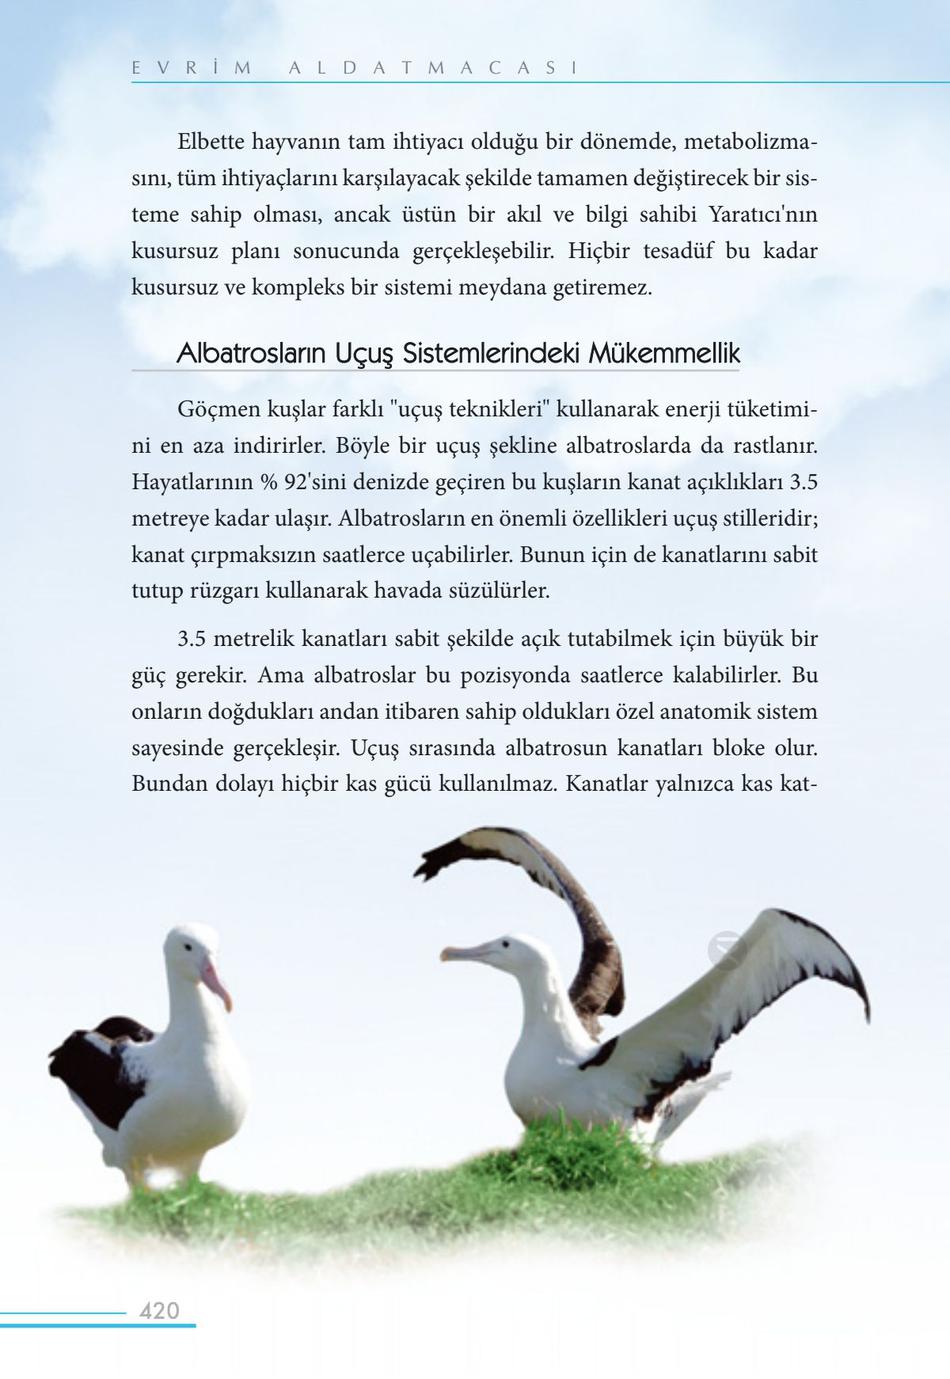 EVRİM ALDATMACASI
Elbette hayvanın tam ihtiyacı olduğu bir dönemde, metabolizma-
sını, tüm ihtiyaçlarını karşılayacak şekilde tamamen değiştirecek bir sis-
teme sahip olması, ancak üstün bir akıl ve bilgi sahibi Yaratıcı'nın
kusursuz planı sonucunda gerçekleşebilir. Hiçbir tesadüf bu kadar
kusursuz ve kompleks bir sistemi meydana getiremez.
Albatrosların Uçuş Sistemlerindeki Mükemmellik
Göçmen kuşlar farklı "uçuş teknikleri" kullanarak enerji tüketimi-
ni en aza indirirler. Böyle bir uçuş şekline albatroslarda da rastlanır.
Hayatlarının % 92'sini denizde geçiren bu kuşların kanat açıklıkları 3.5
metreye kadar ulaşır. Albatrosların en önemli özellikleri uçuş stilleridir;
kanat çırpmaksızın saatlerce uçabilirler. Bunun için de kanatlarını sabit
tutup rüzgarı kullanarak havada süzülürler.
3.5 metrelik kanatları sabit şekilde açık tutabilmek için büyük bir
güç gerekir. Ama albatroslar bu pozisyonda saatlerce kalabilirler. Bu
onların doğdukları andan itibaren sahip oldukları özel anatomik sistem
sayesinde gerçekleşir. Uçuş sırasında albatrosun kanatları bloke olur.
Bundan dolayı hiçbir kas gücü kullanılmaz. Kanatlar yalnızca kas kat-
420